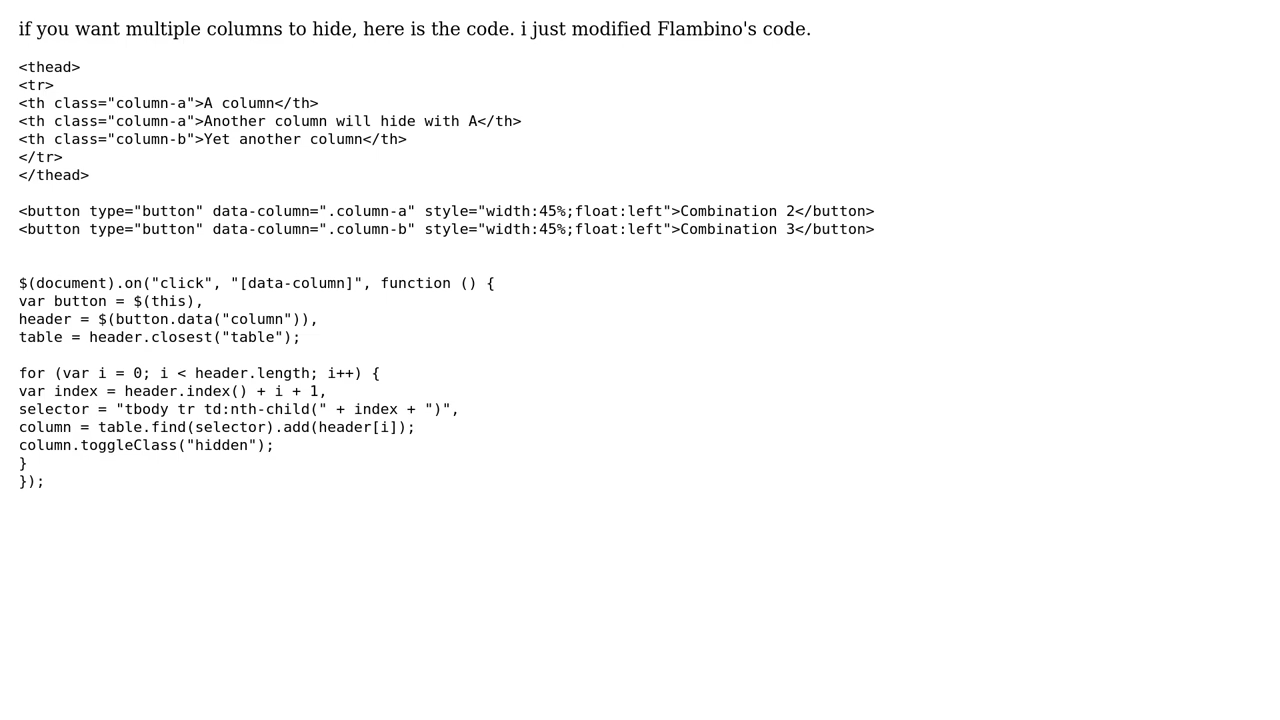 if you want multiple columns to hide, here is the code. i just modified Flambino's code.
<thead>
<tr>
<th class="column-a">A column</th>
<th class="column-a">Another column will hide with A</th>
<th class="column-b">Yet another column</th>
</tr>
</thead>
<button type="button" data-column=".column-a" style="width:45%;float:left">Combination 2</button>
<button type="button" data-column=".column-b" style="width:45%;float:left">Combination 3</button>
$(document).on("click", "[data-column]", function () {
var button = $(this),
header = $(button.data("column")),
table = header.closest("table");
for (var i = 0; i < header.length; i++) {
var index = header.index() + i + 1,
selector = "tbody tr td:nth-child(" + index + ")",
column = table.find(selector).add(header[i]);
column.toggleClass("hidden");
}
});